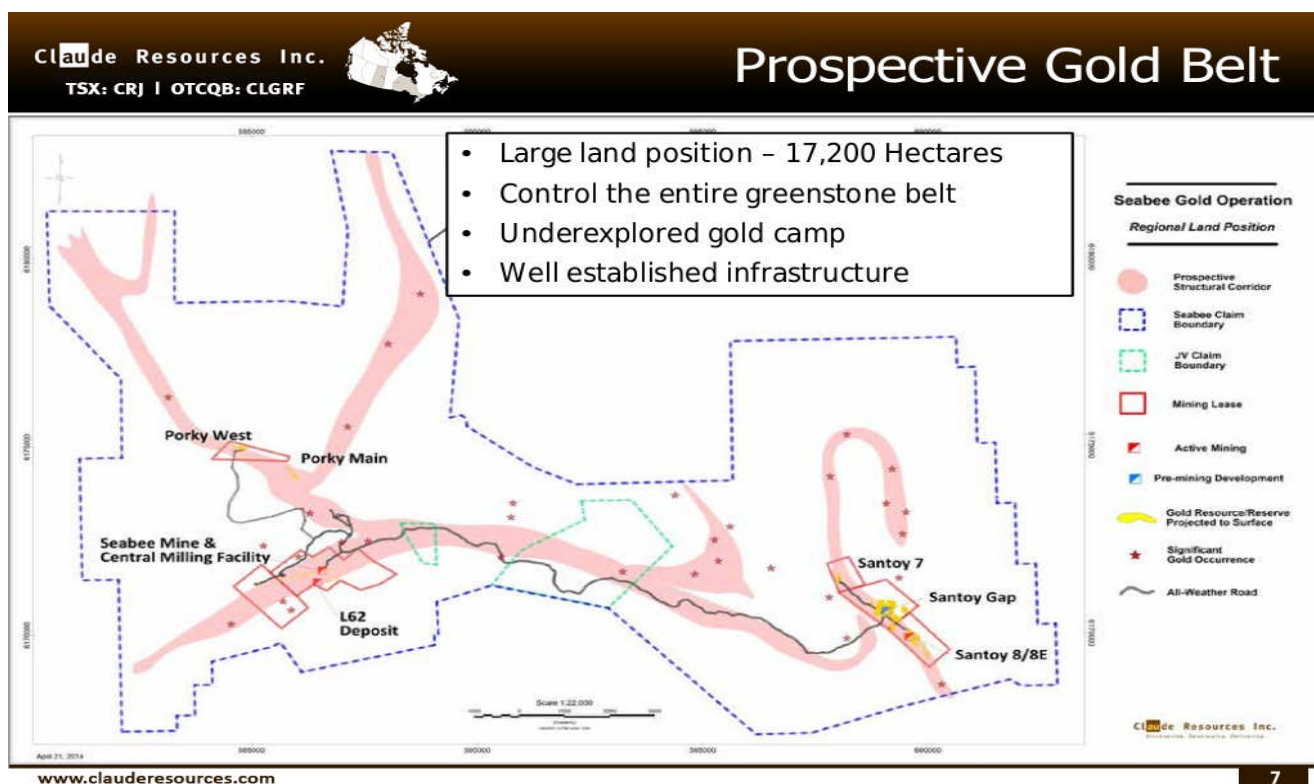 Claude Resources Inc.
TSX: CRJ | OTCQB: CLGRF
Prospective Gold Belt
• Large land position – 17,200 Hectares
• Control the entire greenstone belt
• Underexplored gold camp
• Well established infrastructure
Porky West
Porky Main
Seabee Mine &
Central Milling Facility
L62
Deposit
Santoy 7
Santoy Gap
Santoy 8/8E
Scale 1:22,000
Seabee Gold Operation
Regional Land Position
Prospective
Structural Corridor
Seabee Claim
Boundary
JV Claim
Boundary
Mining Lease
Active Mining
Pre-mining Development
Gold Resource/Reserve
Projected to Surface
Significant
Gold Occurrence
All-Weather Road
Claude Resources Inc.
April 21, 2014
www.clauderesources.com
7